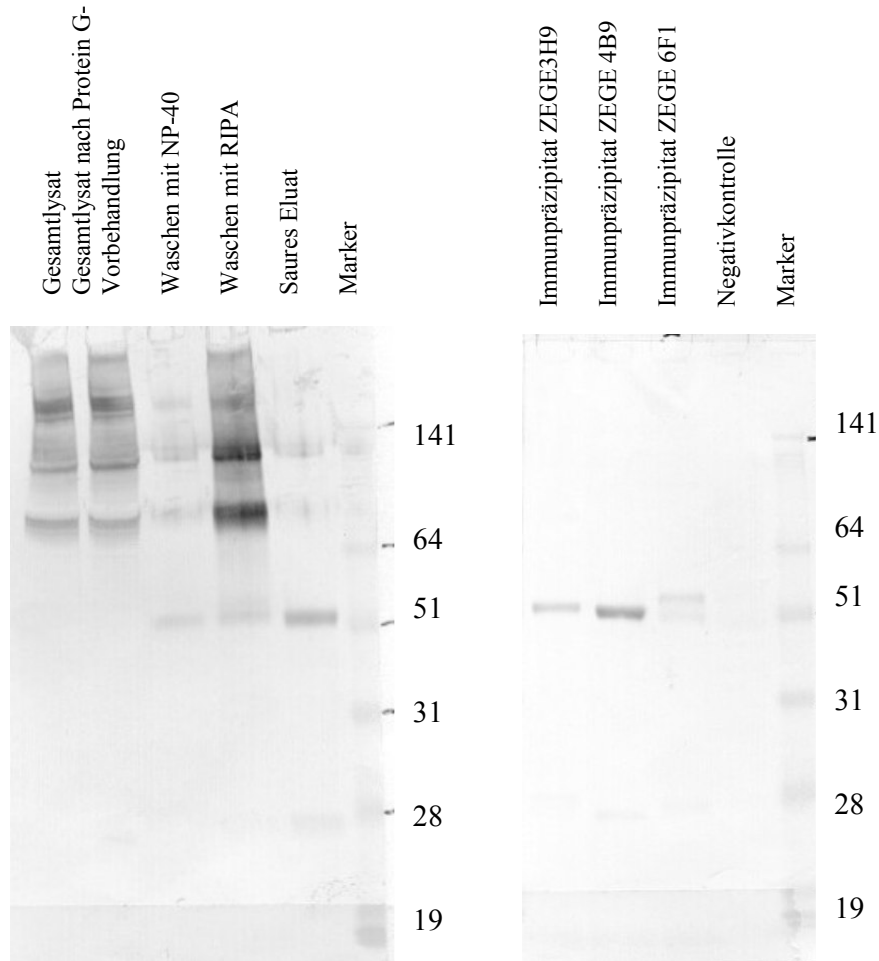 Gesamtlysat
Gesamtlysat nach Protein G-
Vorbehandlung
Waschen mit NP-40
Waschen mit RIPA
Saures Eluat
Marker
141
64
51
31
28
19
Immunpräzipitat ZEGE3H9
Immunpräzipitat ZEGE 4B9
Immunpräzipitat ZEGE 6F1
Negativkontrolle
Marker
141
64
51
31
28
19